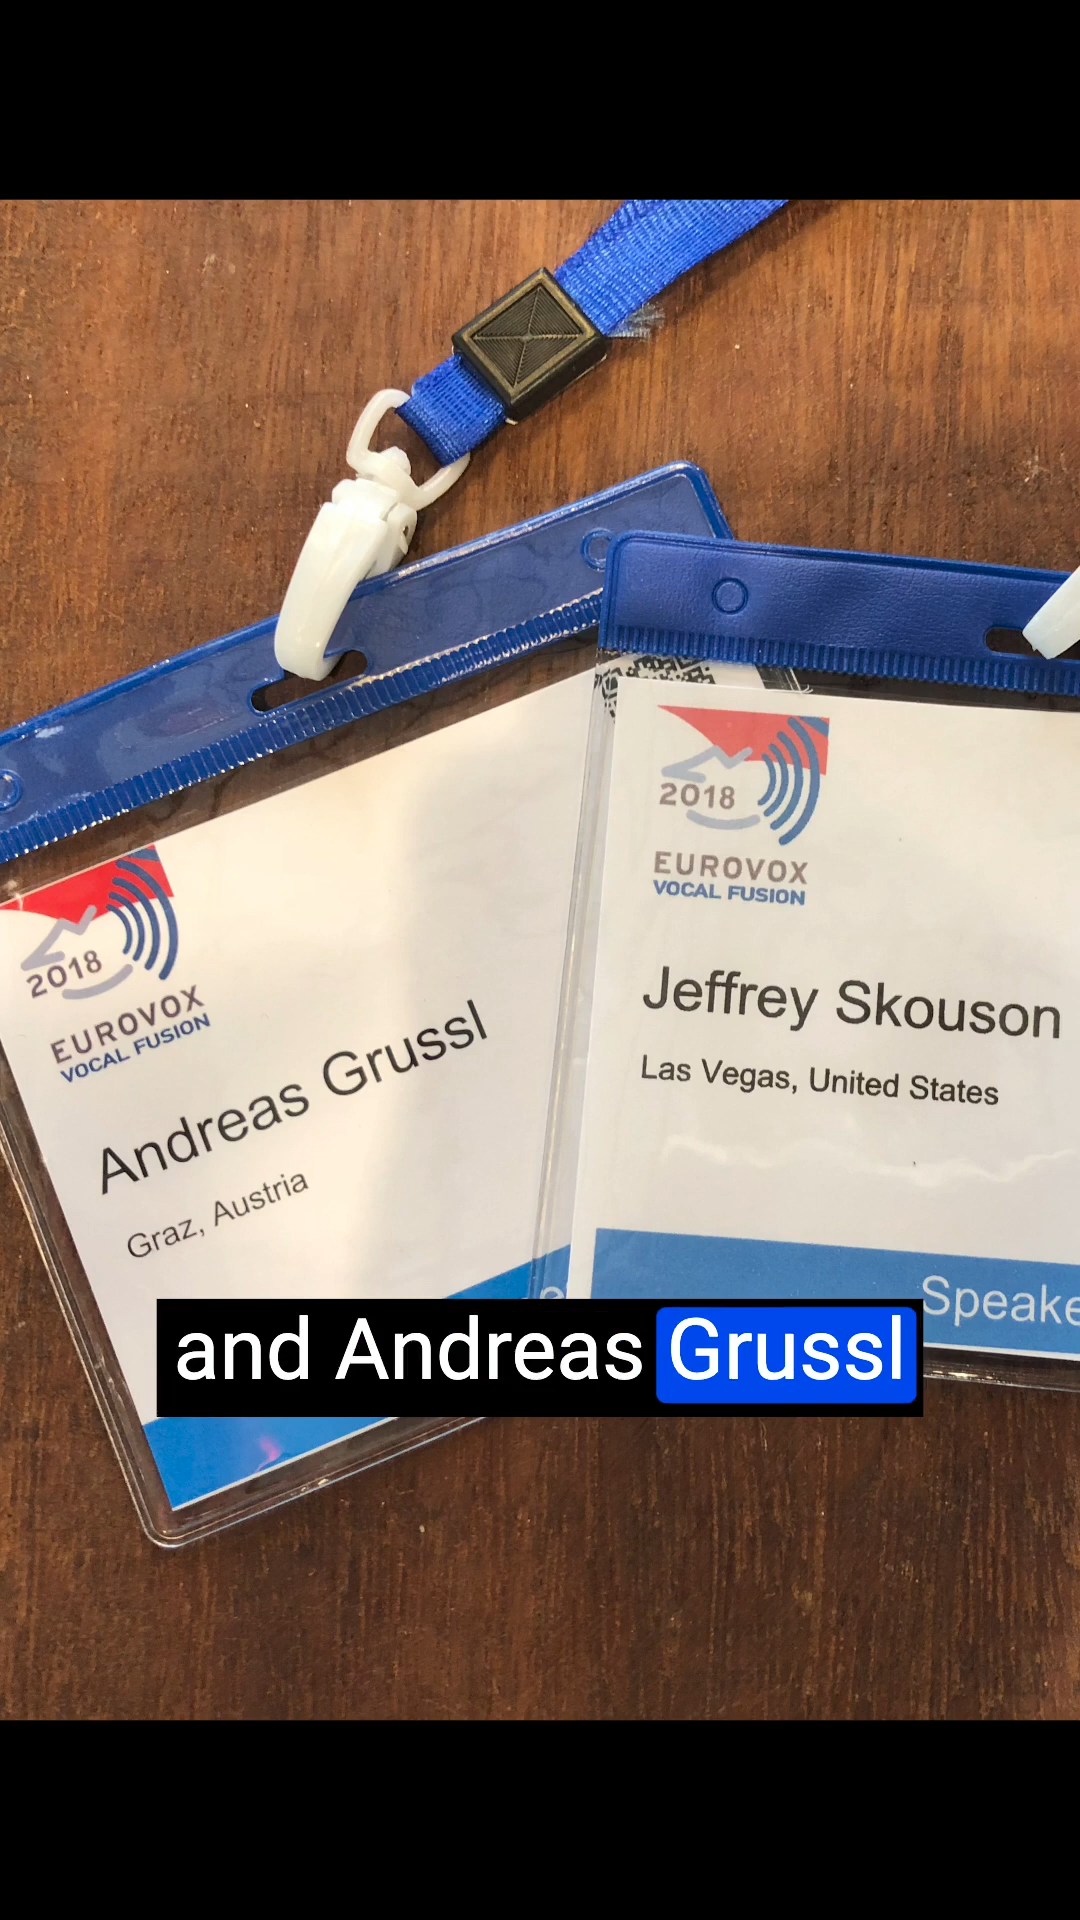 2018
EUROVOX
VOCAL FUSION
Andreas Grussl
Graz, Austria
2018
EUROVOX
VOCAL FUSION
Jeffrey Skouson
Las Vegas, United States
Speake
and Andreas Grussl